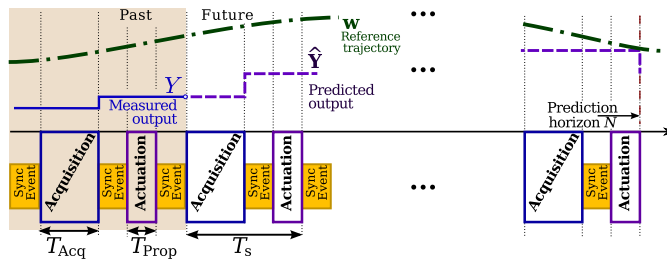 Past Future
w
Reference
trajectory
Ŷ
Y
Predicted
output
Measured
output
Prediction
horizon N
Sync Event
Acquisition
Sync Event
Actuation
Sync Event
Acquisition
Sync Event
Actuation
Sync Event
Acquisition
Sync Event
Actuation
T_Acq T_Prop T_s